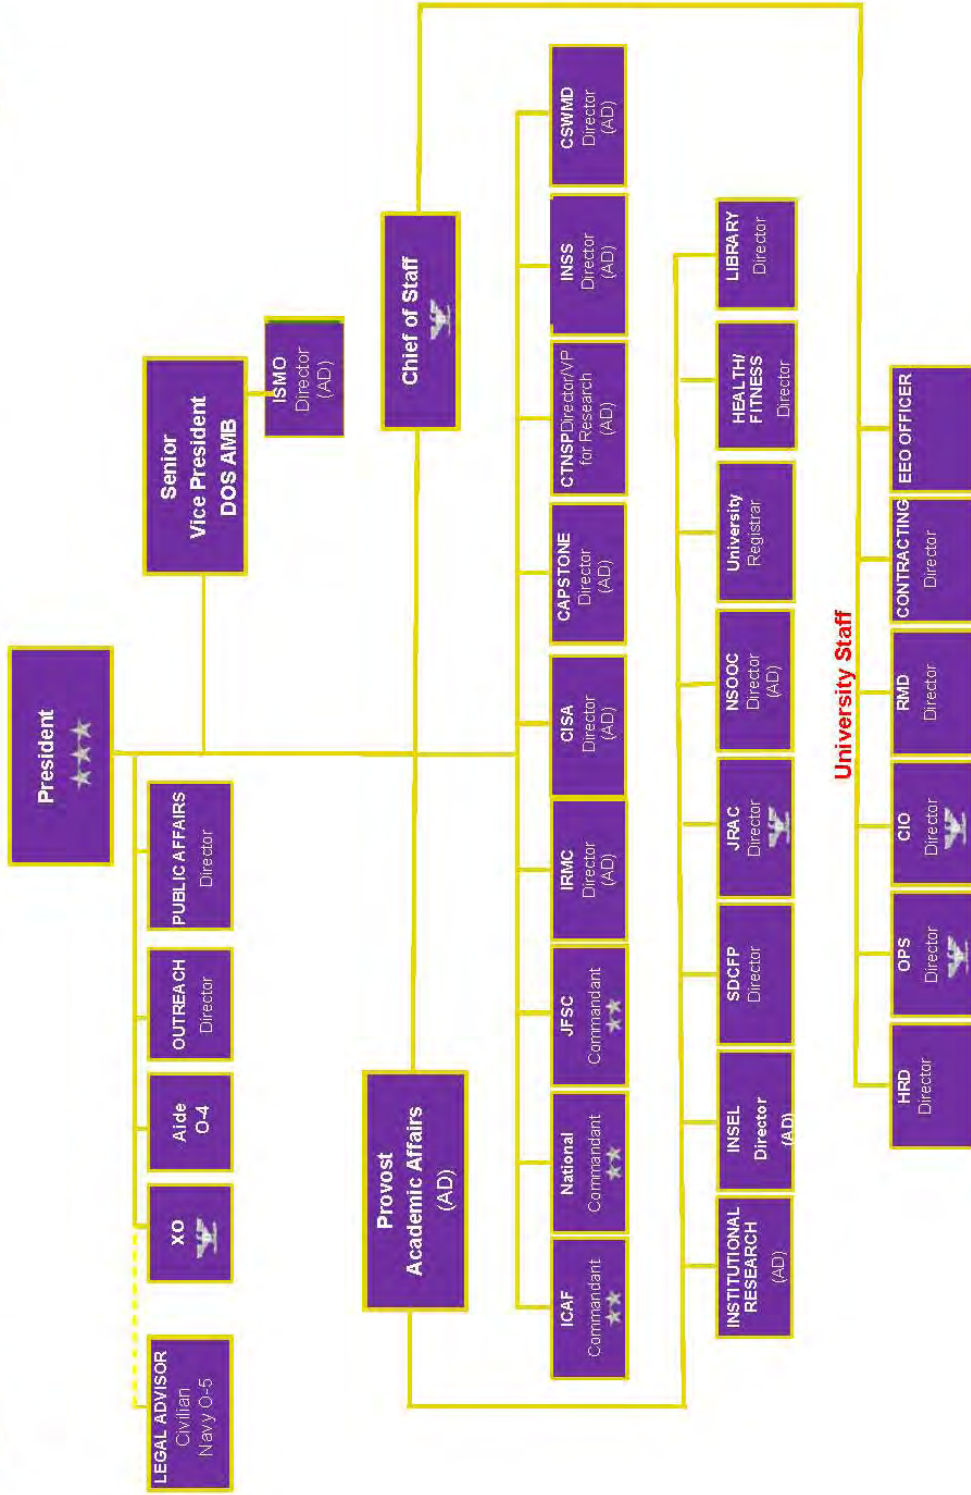 President
Senior
Vice President
DOS AMB
ISMO
Director
(AD)
LEGAL ADVISOR
Civilian
Navy O-5
XO
Aide
O-4
OUTREACH
Director
PUBLIC AFFAIRS
Director
Provost
Academic Affairs
(AD)
Chief of Staff
ICAF
Commandant
National
Commandant
JFSC
Commandant
IRMC
Director
(AD)
CISA
Director
(AD)
CAPSTONE
Director
(AD)
CTNSPDirector/VP
for Research
(AD)
INSS
Director
(AD)
CSWMD
Director
(AD)
INSTITUTIONAL
RESEARCH
(AD)
INSEL
Director
(AD)
SDCFP
Director
JRAC
Director
NSOOC
Director
(AD)
University
Registrar
HEALTH/
FITNESS
Director
LIBRARY
Director
University Staff
HRD
Director
OPS
Director
CIO
Director
RMD
Director
CONTRACTING
Director
EEO OFFICER